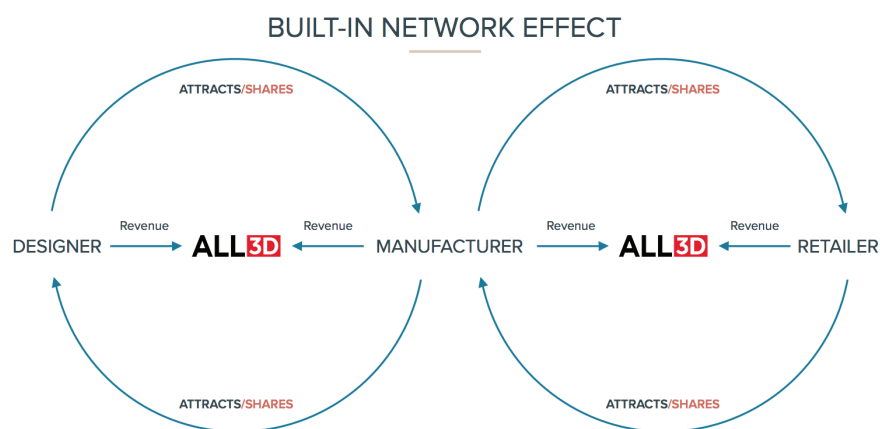 BUILT-IN NETWORK EFFECT
ATTRACTS/SHARES
ATTRACTS/SHARES
Revenue
Revenue
Revenue
Revenue
DESIGNER
ALL3D
MANUFACTURER
ALL3D
RETAILER
ATTRACTS/SHARES
ATTRACTS/SHARES